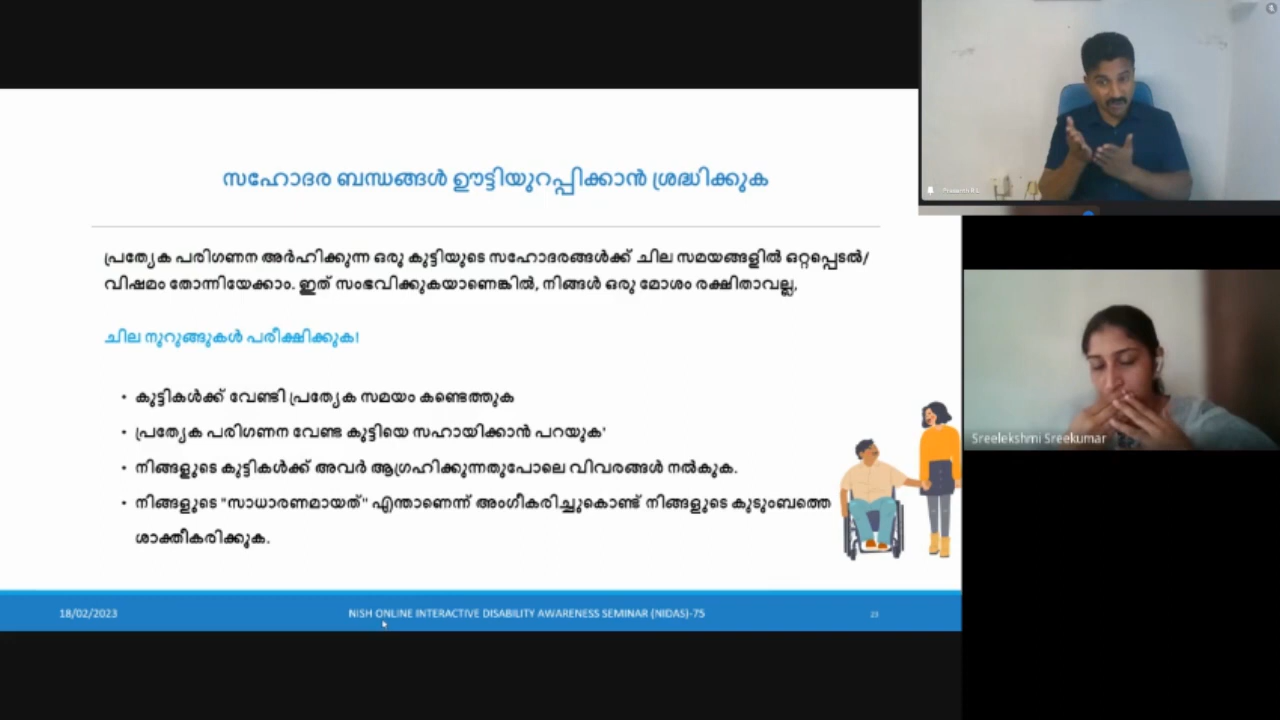 സഹോദര ബന്ധങ്ങൾ ഊട്ടിയുറപ്പിക്കാൻ ശ്രദ്ധിക്കുക
പ്രത്യേക പരിഗണന അർഹിക്കുന്ന ഒരു കുട്ടിയുടെ സഹോദരങ്ങൾക്ക് ചില സമയങ്ങളിൽ ഒറ്റപ്പെടൽ/
വിഷമം തോന്നിയേക്കാം. ഇത് സംഭവിക്കുകയാണെങ്കിൽ, നിങ്ങൾ ഒരു മോശം രക്ഷിതാവല്ല,
ചില നുറുങ്ങുകൾ പരീക്ഷിക്കുക!
• കുട്ടികൾക്ക് വേണ്ടി പ്രത്യേക സമയം കണ്ടെത്തുക
• പ്രത്യേക പരിഗണന വേണ്ട കുട്ടിയെ സഹായിക്കാൻ പറയുക'
• നിങ്ങളുടെ കുട്ടികൾക്ക് അവർ ആഗ്രഹിക്കുന്നതുപോലെ വിവരങ്ങൾ നൽകുക.
• നിങ്ങളുടെ "സാധാരണമായത്" എന്താണെന്ന് അംഗീകരിച്ചുകൊണ്ട് നിങ്ങളുടെ കുടുംബത്തെ
ശാക്തീകരിക്കുക.
18/02/2023
NISH ONLINE INTERACTIVE DISABILITY AWARENESS SEMINAR (NIDAS)-75
23
Sreelekshmi Sreekumar